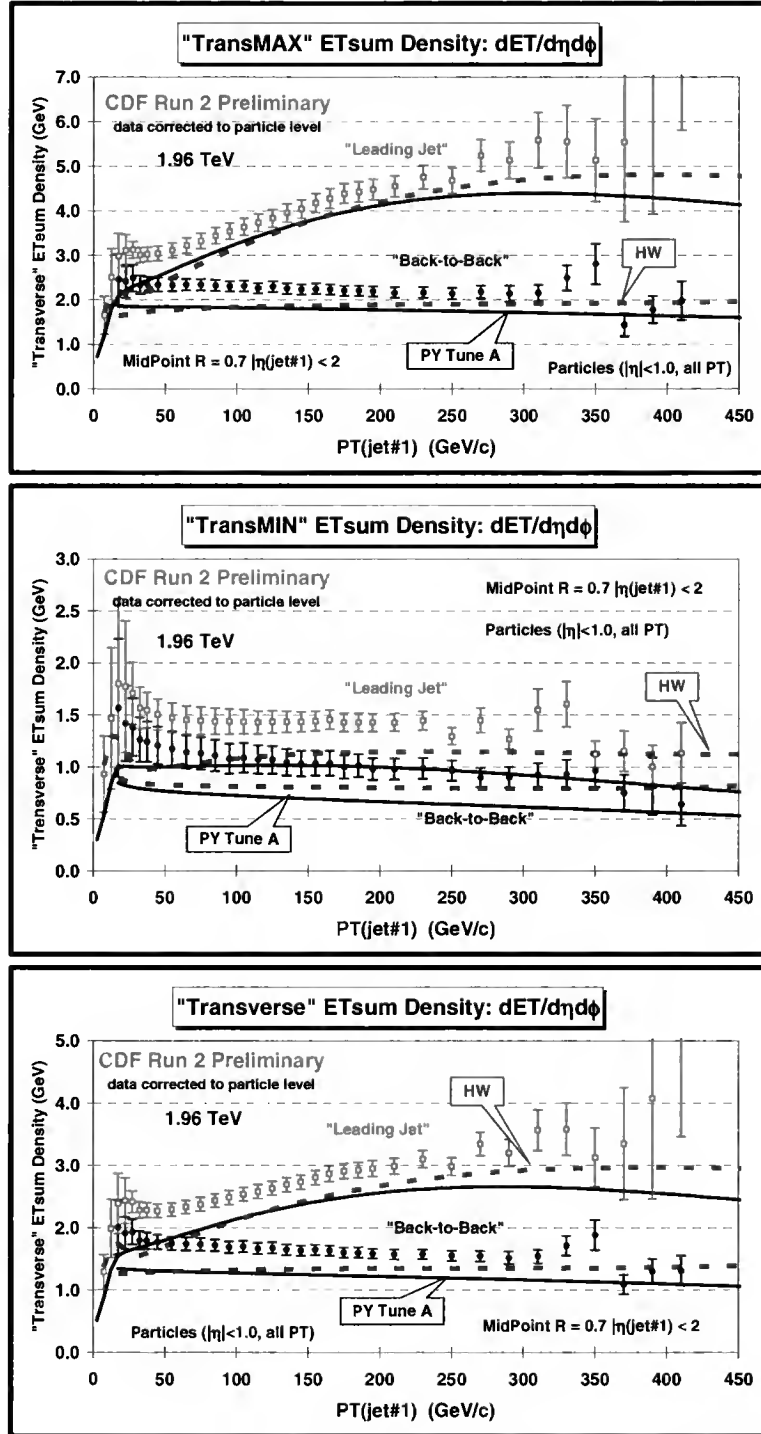 "TransMAX" ETsum Density: dET/dηdϕ
7.0
6.0
5.0
4.0
3.0
2.0
1.0
0.0
"Transverse" ETsum Density (GeV)
CDF Run 2 Preliminary
data corrected to particle level
1.96 TeV
"Leading Jet"
"Back-to-Back"
HW
PY Tune A
MidPoint R = 0.7 |η(jet#1) < 2
Particles (|η|<1.0, all PT)
0 50 100 150 200 250 300 350 400 450
PT(jet#1) (GeV/c)
"TransMIN" ETsum Density: dET/dηdϕ
3.0
2.5
2.0
1.5
1.0
0.5
0.0
"Transverse" ETsum Density (GeV)
CDF Run 2 Preliminary
data corrected to particle level
1.96 TeV
MidPoint R = 0.7 |η(jet#1) < 2
Particles (|η|<1.0, all PT)
"Leading Jet"
HW
PY Tune A
"Back-to-Back"
0 50 100 150 200 250 300 350 400 450
PT(jet#1) (GeV/c)
"Transverse" ETsum Density: dET/dηdϕ
5.0
4.0
3.0
2.0
1.0
0.0
"Transverse" ETsum Density (GeV)
CDF Run 2 Preliminary
data corrected to particle level
1.96 TeV
HW
"Leading Jet"
"Back-to-Back"
PY Tune A
Particles (|η|<1.0, all PT)
MidPoint R = 0.7 |η(jet#1) < 2
0 50 100 150 200 250 300 350 400 450
PT(jet#1) (GeV/c)